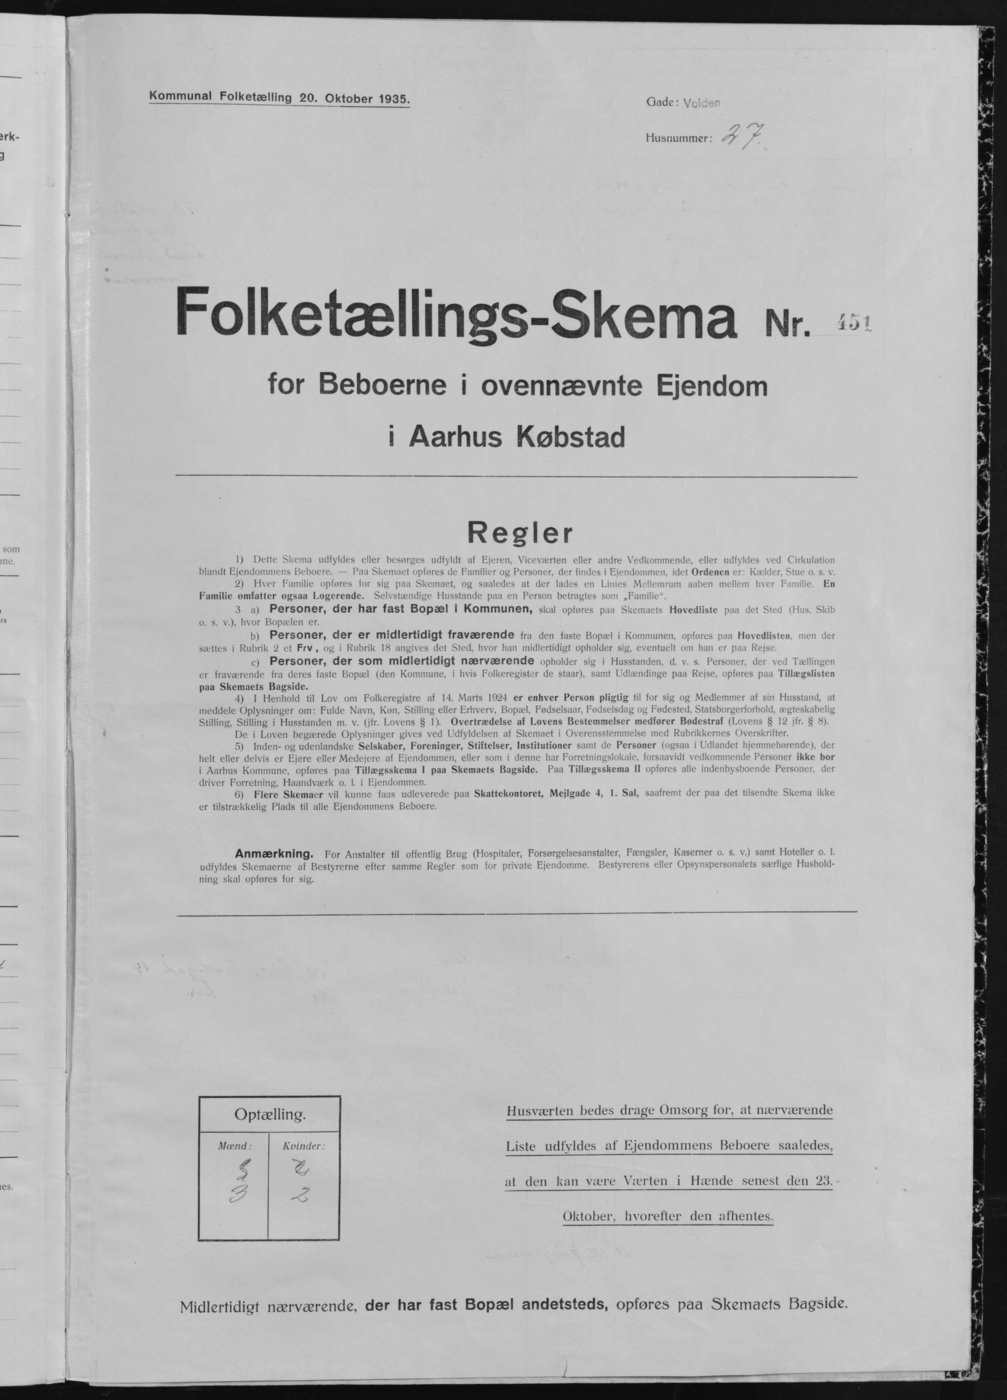 Kommunal Folketælling 20. Oktober 1935.
Gade: Volden
Husnummer: 27.
Folketællings-Skema Nr. 451
for Beboerne i ovennævnte Ejendom
i Aarhus Købstad
Regler
1) Dette Skema udfyldes eller besørges udfyldt af Ejeren, Viceværten eller andre Vedkommende, eller udfyldes ved Cirkulation
blandt Ejendommens Beboere. — Paa Skemaet opføres de Familier og Personer, der findes i Ejendommen, idet Ordenen er: Kælder, Stue o. s. v.
2) Hver Familie opføres for sig paa Skemaet, og saaledes at der lades en Linies Mellemrum aaben mellem hver Familie. En
Familie omfatter ogsaa Logerende. Selvstændige Husstande paa en Person betragtes som „Familie“.
3 a) Personer, der har fast Bopæl i Kommunen, skal opføres paa Skemaets Hovedliste paa det Sted (Hus, Skib
o. s. v.), hvor Bopælen er.
b) Personer, der er midlertidigt fraværende fra den faste Bopæl i Kommunen, opføres paa Hovedlisten, men der
sættes i Rubrik 2 et Frv, og i Rubrik 18 angives det Sted, hvor han midlertidigt opholder sig, eventuelt om han er paa Rejse.
c) Personer, der som midlertidigt nærværende opholder sig i Husstanden, d. v. s. Personer, der ved Tællingen
er fraværende fra deres faste Bopæl (den Kommune, i hvis Folkeregister de staar), samt Udlændinge paa Rejse, opføres paa Tillægslisten
paa Skemaets Bagside.
4) I Henhold til Lov om Folkeregistre af 14. Marts 1924 er enhver Person pligtig til for sig og Medlemmer af sin Husstand, at
meddele Oplysninger om: Fulde Navn, Køn, Stilling eller Erhverv, Bopæl, Fødselsaar, Fødselsdag og Fødested, Statsborgerforhold, ægteskabelig
Stilling, Stilling i Husstanden m. v. (jfr. Lovens § 1). Overtrædelse af Lovens Bestemmelser medfører Bødestraf (Lovens § 12 jfr. § 8).
De i Loven begærede Oplysninger gives ved Udfyldelsen af Skemaet i Overensstemmelse med Rubrikkernes Overskrifter.
5) Inden- og udenlandske Selskaber, Foreninger, Stiftelser, Institutioner samt de Personer (ogsaa i Udlandet hjemmehørende), der
helt eller delvis er Ejere eller Medejere af Ejendommen, eller som i denne har Forretningslokale, forsaavidt vedkommende Personer ikke bor
i Aarhus Kommune, opføres paa Tillægsskema I paa Skemaets Bagside. Paa Tillægsskema II opføres alle indenbysboende Personer, der
driver Forretning, Haandværk o. l. i Ejendommen.
6) Flere Skemaer vil kunne faas udleverede paa Skattekontoret, Mejlgade 4, 1. Sal, saafremt der paa det tilsendte Skema ikke
er tilstrækkelig Plads til alle Ejendommens Beboere.
Anmærkning. For Anstalter til offentlig Brug (Hospitaler, Forsørgelsesanstalter, Fængsler, Kaserner o. s. v.) samt Hoteller o. l.
udfyldes Skemaerne af Bestyrerne efter samme Regler som for private Ejendomme. Bestyrerens eller Opsynspersonalets særlige Hushold-
ning skal opføres for sig.
Optælling.
Mænd: Kvinder:
3 2
Husværten bedes drage Omsorg for, at nærværende
Liste udfyldes af Ejendommens Beboere saaledes,
at den kan være Værten i Hænde senest den 23.
Oktober, hvorefter den afhentes.
Midlertidigt nærværende, der har fast Bopæl andetsteds, opføres paa Skemaets Bagside.